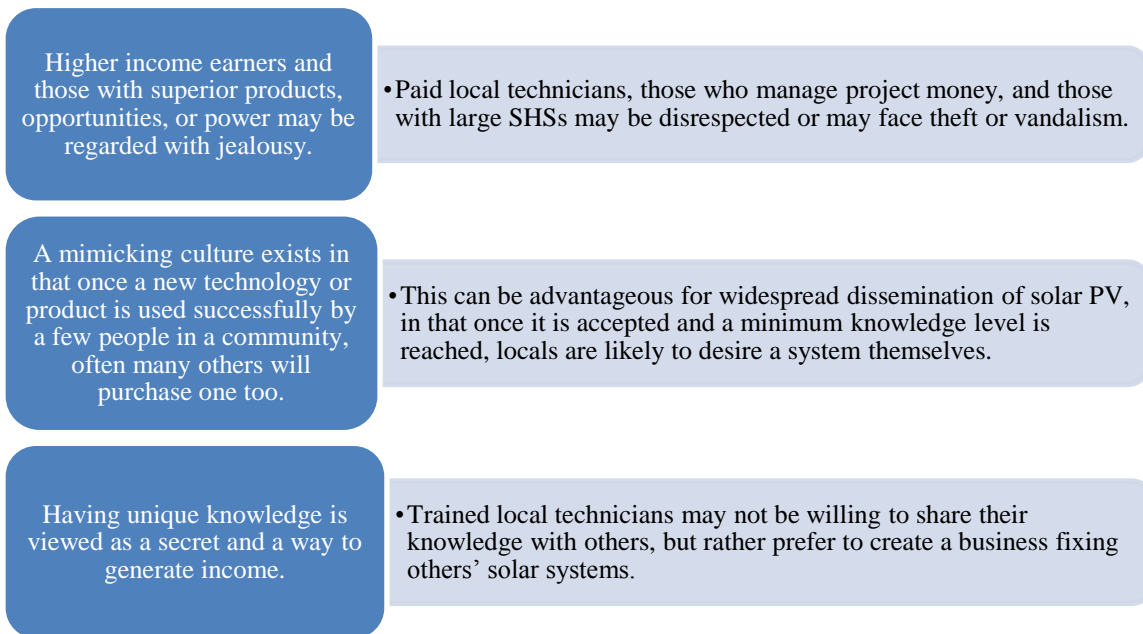 Higher income earners and
those with superior products,
opportunities, or power may be
regarded with jealousy.
•Paid local technicians, those who manage project money, and those
with large SHSs may be disrespected or may face theft or vandalism.
A mimicking culture exists in
that once a new technology or
product is used successfully by
a few people in a community,
often many others will
purchase one too.
•This can be advantageous for widespread dissemination of solar PV,
in that once it is accepted and a minimum knowledge level is
reached, locals are likely to desire a system themselves.
Having unique knowledge is
viewed as a secret and a way to
generate income.
•Trained local technicians may not be willing to share their
knowledge with others, but rather prefer to create a business fixing
others’ solar systems.